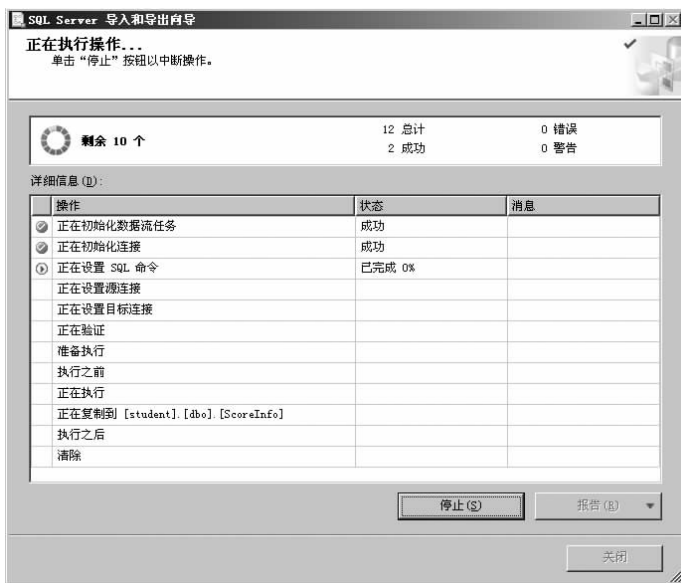 SQL Server 导入和导出向导
正在执行操作...
单击“停止”按钮以中断操作。
剩余 10 个
12 总计
0 错误
2 成功
0 警告
详细信息(D):
操作 状态 消息
正在初始化数据流任务 成功
正在初始化连接 成功
正在设置 SQL 命令 已完成 0%
正在设置源连接
正在设置目标连接
正在验证
准备执行
执行之前
正在执行
正在复制到 [student].[dbo].[ScoreInfo]
执行之后
清除
停止(S) 报告(R)
关闭